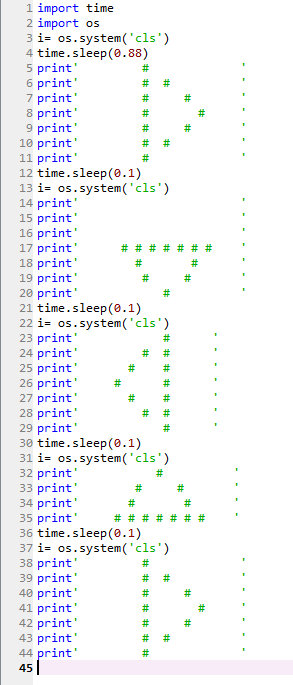 1 import time
2 import os
3 i= os.system('cls')
4 time.sleep(0.88)
5 print'         #             '
6 print'         #  #          '
7 print'         #     #       '
8 print'         #           # '
9 print'         #     #       '
10 print'         #  #          '
11 print'         #             '
12 time.sleep(0.1)
13 i= os.system('cls')
14 print'                       '
15 print'                       '
16 print'                       '
17 print'      # # # # # # #    '
18 print'        #       #      '
19 print'         #     #       '
20 print'            #          '
21 time.sleep(0.1)
22 i= os.system('cls')
23 print'            #      '
24 print'         #  #      '
25 print'       #    #      '
26 print'     #      #      '
27 print'       #    #      '
28 print'         #  #      '
29 print'            #      '
30 time.sleep(0.1)
31 i= os.system('cls')
32 print'           #          '
33 print'        #     #       '
34 print'       #       #      '
35 print'     # # # # # # #    '
36 time.sleep(0.1)
37 i= os.system('cls')
38 print'         #             '
39 print'         #  #          '
40 print'         #     #       '
41 print'         #       #     '
42 print'         #     #       '
43 print'         #  #          '
44 print'         #             '
45